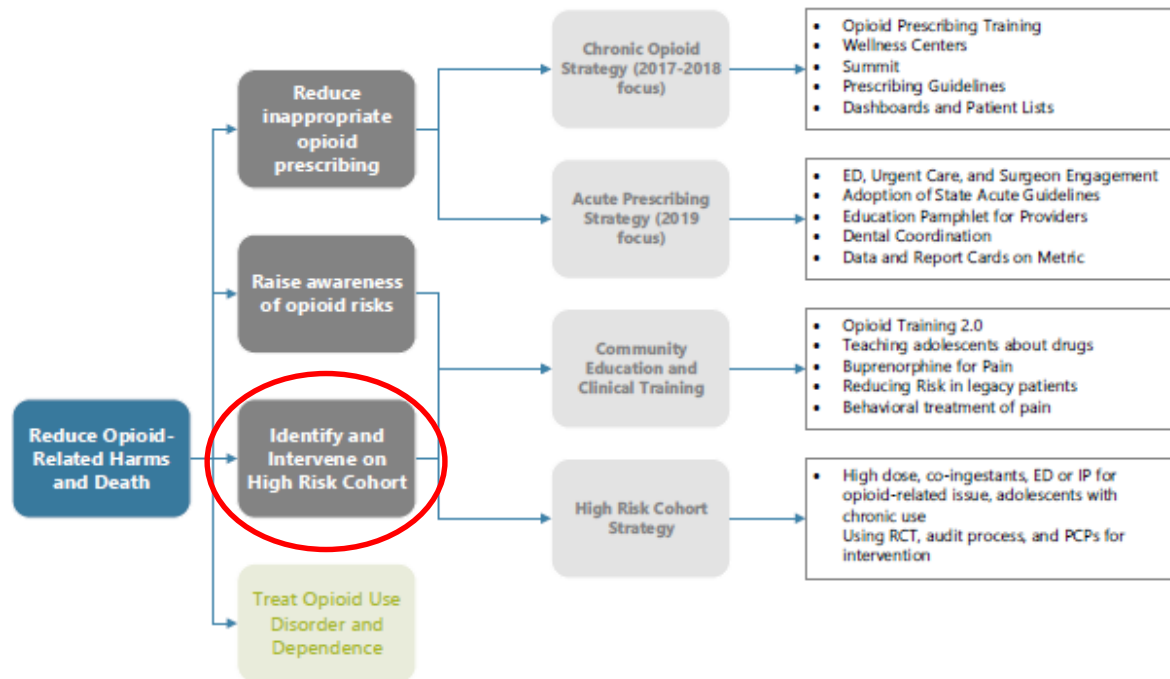 Reduce Opioid-
Related Harms
and Death
Reduce
inappropriate
opioid
prescribing
Raise awareness
of opioid risks
Identify and
Intervene on
High Risk Cohort
Treat Opioid Use
Disorder and
Dependence
Chronic Opioid
Strategy (2017-2018
focus)
Acute Prescribing
Strategy (2019
focus)
Community
Education and
Clinical Training
High Risk Cohort
Strategy
• Opioid Prescribing Training
• Wellness Centers
• Summit
• Prescribing Guidelines
• Dashboards and Patient Lists
• ED, Urgent Care, and Surgeon Engagement
• Adoption of State Acute Guidelines
• Education Pamphlet for Providers
• Dental Coordination
• Data and Report Cards on Metric
• Opioid Training 2.0
• Teaching adolescents about drugs
• Buprenorphine for Pain
• Reducing Risk in legacy patients
• Behavioral treatment of pain
• High dose, co-ingestants, ED or IP for
opioid-related issue, adolescents with
chronic use
Using RCT, audit process, and PCPs for
intervention